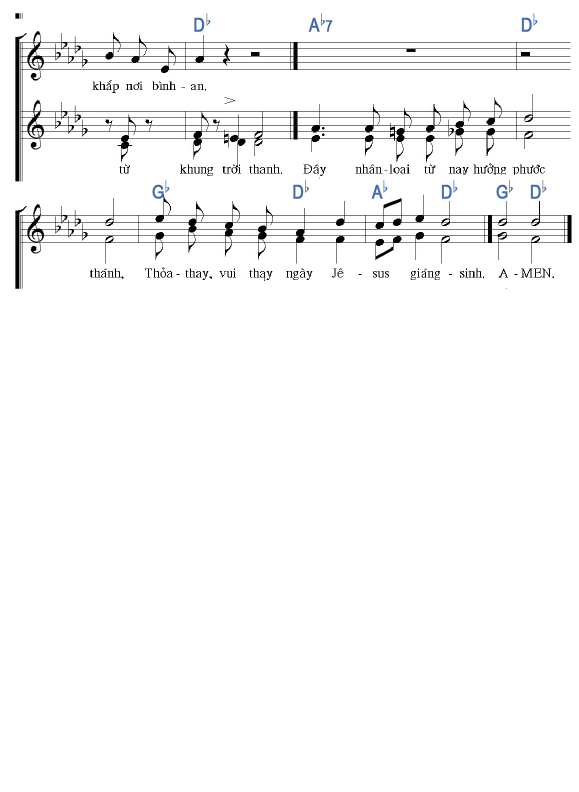 D♭ A♭7 D♭
khắp nơi bình - an.
từ khung trời thanh. Đầy nhân-loại từ nay hưởng phước
G♭ D♭ A♭ D♭ G♭ D♭
thánh, Thỏa-thay, vui thay ngày Jê - sus giáng - sinh. A-MEN.